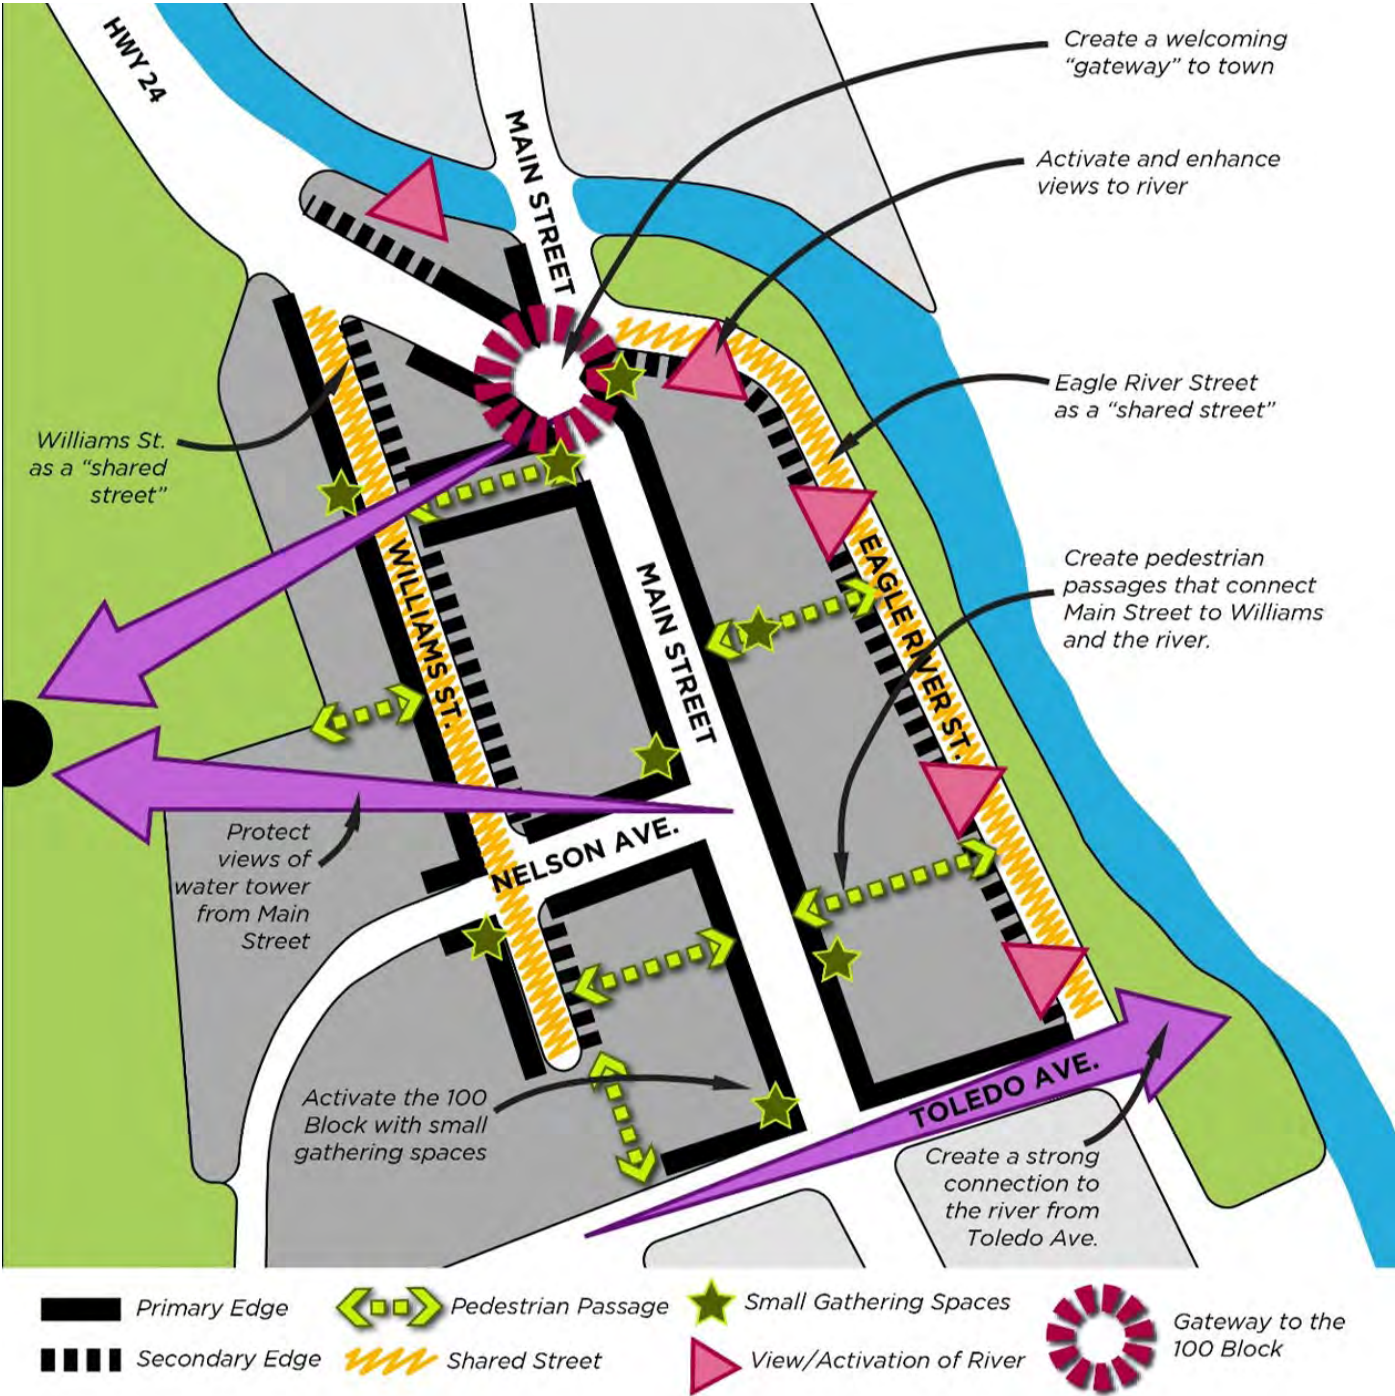 HWY 24
MAIN STREET
Create a welcoming
“gateway” to town
Activate and enhance
views to river
Eagle River Street
as a “shared street”
Williams St.
as a “shared
street”
Create pedestrian
passages that connect
Main Street to Williams
and the river.
WILLIAMS ST.
MAIN STREET
EAGLE RIVER ST.
NELSON AVE.
Protect
views of
water tower
from Main
Street
Activate the 100
Block with small
gathering spaces
TOLEDO AVE.
Create a strong
connection to
the river from
Toledo Ave.
Primary Edge
Pedestrian Passage
Small Gathering Spaces
Gateway to the
100 Block
Secondary Edge
Shared Street
View/Activation of River